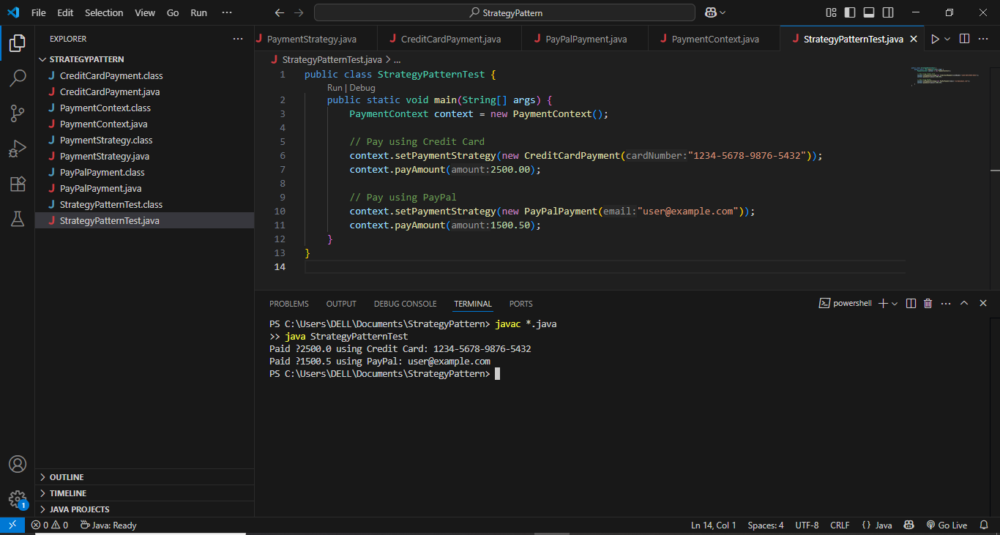 File Edit Selection View Go Run ···
StrategyPattern
EXPLORER ···
STRATEGYPATTERN
CreditCardPayment.class
CreditCardPayment.java
PaymentContext.class
PaymentContext.java
PaymentStrategy.class
PaymentStrategy.java
PayPalPayment.class
PayPalPayment.java
StrategyPatternTest.class
StrategyPatternTest.java
OUTLINE
TIMELINE
JAVA PROJECTS
PaymentStrategy.java CreditCardPayment.java PayPalPayment.java PaymentContext.java StrategyPatternTest.java
StrategyPatternTest.java > ...
1 public class StrategyPatternTest {
Run | Debug
2 public static void main(String[] args) {
3 PaymentContext context = new PaymentContext();
4
5 // Pay using Credit Card
6 context.setPaymentStrategy(new CreditCardPayment(cardNumber:"1234-5678-9876-5432"));
7 context.payAmount(amount:2500.00);
8
9 // Pay using PayPal
10 context.setPaymentStrategy(new PayPalPayment(email:"user@example.com"));
11 context.payAmount(amount:1500.50);
12 }
13 }
14
PROBLEMS OUTPUT DEBUG CONSOLE TERMINAL PORTS powershell
PS C:\Users\DELL\Documents\StrategyPattern> javac *.java
>> java StrategyPatternTest
Paid ?2500.0 using Credit Card: 1234-5678-9876-5432
Paid ?1500.5 using PayPal: user@example.com
PS C:\Users\DELL\Documents\StrategyPattern>
1
0 0 Java: Ready Ln 14, Col 1 Spaces: 4 UTF-8 CRLF {} Java Go Live